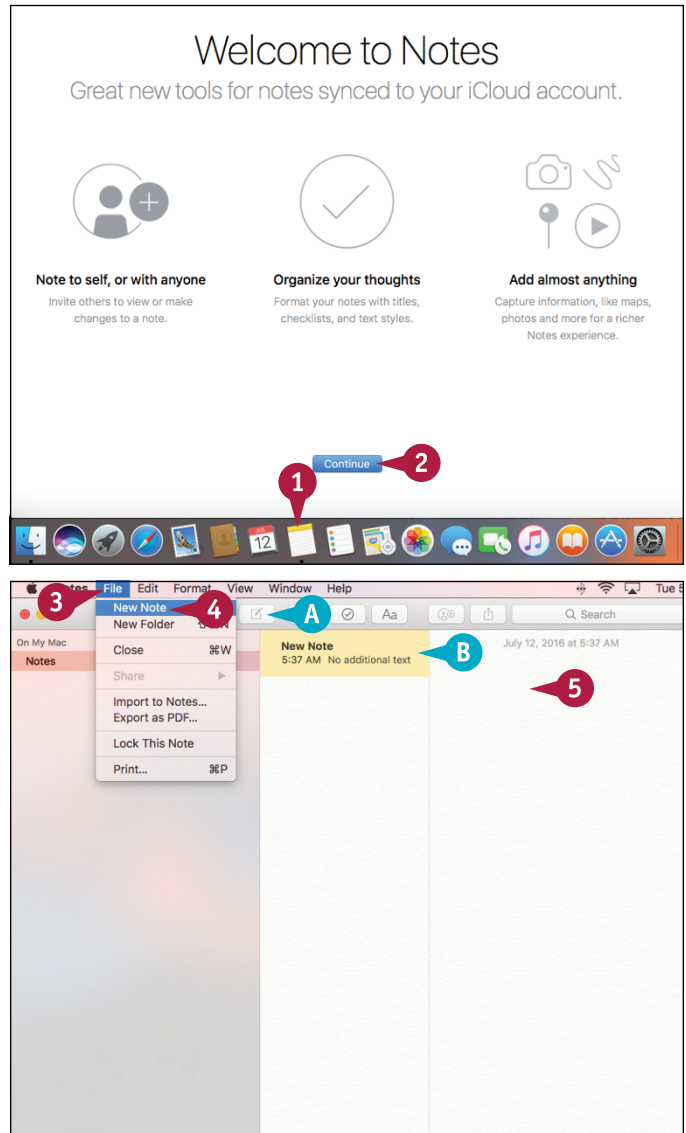 Welcome to Notes
Great new tools for notes synced to your iCloud account.
Note to self, or with anyone
Invite others to view or make
changes to a note.
Organize your thoughts
Format your notes with titles,
checklists, and text styles.
Add almost anything
Capture information, like maps,
photos and more for a richer
Notes experience.
Continue
2
1
JUL
12
File Edit Format View Window Help
Tue
3
New Note
4
A
Aa
Search
New Folder
On My Mac
Notes
Close ⌘W
Share
Import to Notes...
Export as PDF...
Lock This Note
Print... ⌘P
New Note
5:37 AM No additional text
B
July 12, 2016 at 5:37 AM
5